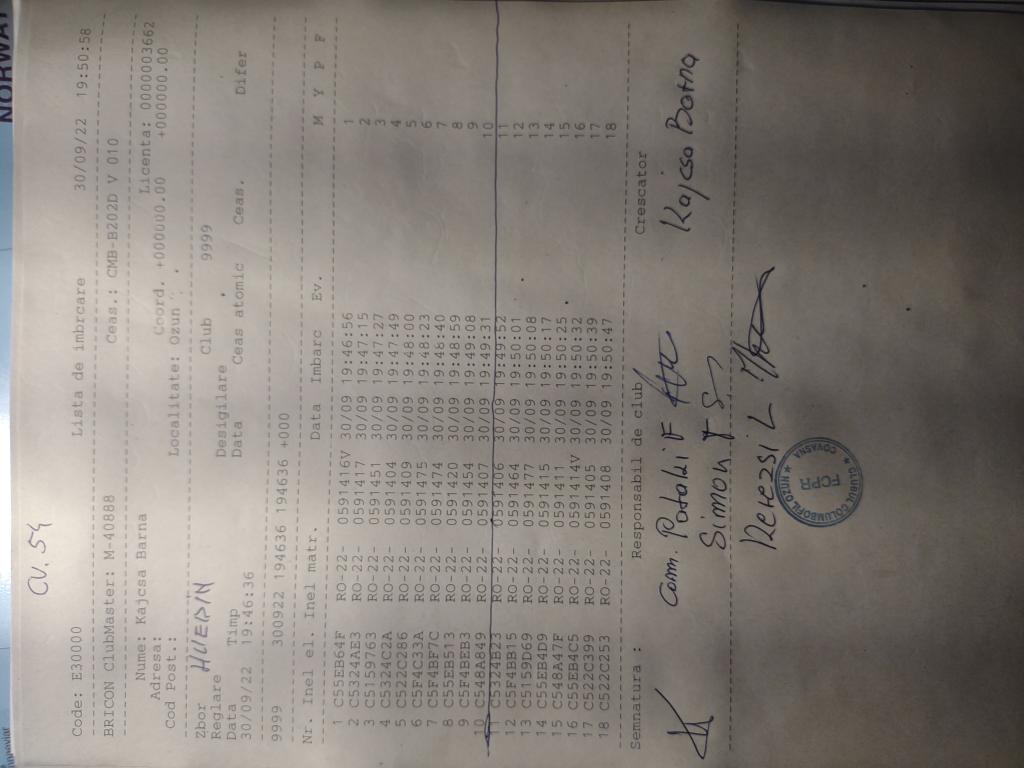 CV. 54
Code: E30000 Lista de imbrcare 30/09/22 19:50:58
BRICON ClubMaster: M-40888 Ceas.: CMB-B202D V 010
Nume: Kajcsa Barna Licenta: 0000003662
Adresa: Coord. +000000.00 +000000.00
Cod Post.: Localitate: Ozun
Zbor HUEDIN Club 9999
Reglare Desigilare
Data Timp Data Ceas atomic Ceas. Difer
30/09/22 19:46:36
9999 300922 194636 194636 +000
Nr. Inel el. Inel matr. Data Imbarc Ev. M Y P F
1 C55EB64F RO-22- 0591416V 30/09 19:46:56 1
2 C5324AE3 RO-22- 0591417 30/09 19:47:15 2
3 C5159763 RO-22- 0591451 30/09 19:47:27 3
4 C5324C2A RO-22- 0591404 30/09 19:47:49 4
5 C522C286 RO-22- 0591409 30/09 19:48:00 5
6 C5F4C33A RO-22- 0591475 30/09 19:48:23 6
7 C5F4BF7C RO-22- 0591474 30/09 19:48:40 7
8 C55EB513 RO-22- 0591420 30/09 19:48:59 8
9 C5F4BEB3 RO-22- 0591454 30/09 19:49:08 9
10 C548A849 RO-22- 0591407 30/09 19:49:31 10
11 C5324B23 RO-22- 0591406 30/09 19:49:52 11
12 C5F4BB15 RO-22- 0591464 30/09 19:50:01 12
13 C5159D69 RO-22- 0591477 30/09 19:50:08 13
14 C55EB4D9 RO-22- 0591415 30/09 19:50:17 14
15 C548A47F RO-22- 0591411 30/09 19:50:25 15
16 C55EB4C5 RO-22- 0591414V 30/09 19:50:32 16
17 C522C399 RO-22- 0591405 30/09 19:50:39 17
18 C522C253 RO-22- 0591408 30/09 19:50:47 18
Semnatura : Responsabil de club Crescator
Kajcsa Barna
Simon
Kerezsi L
CLUBUL COLUMBOFIL OZUN
FCPR
COVASNA
NORWAY